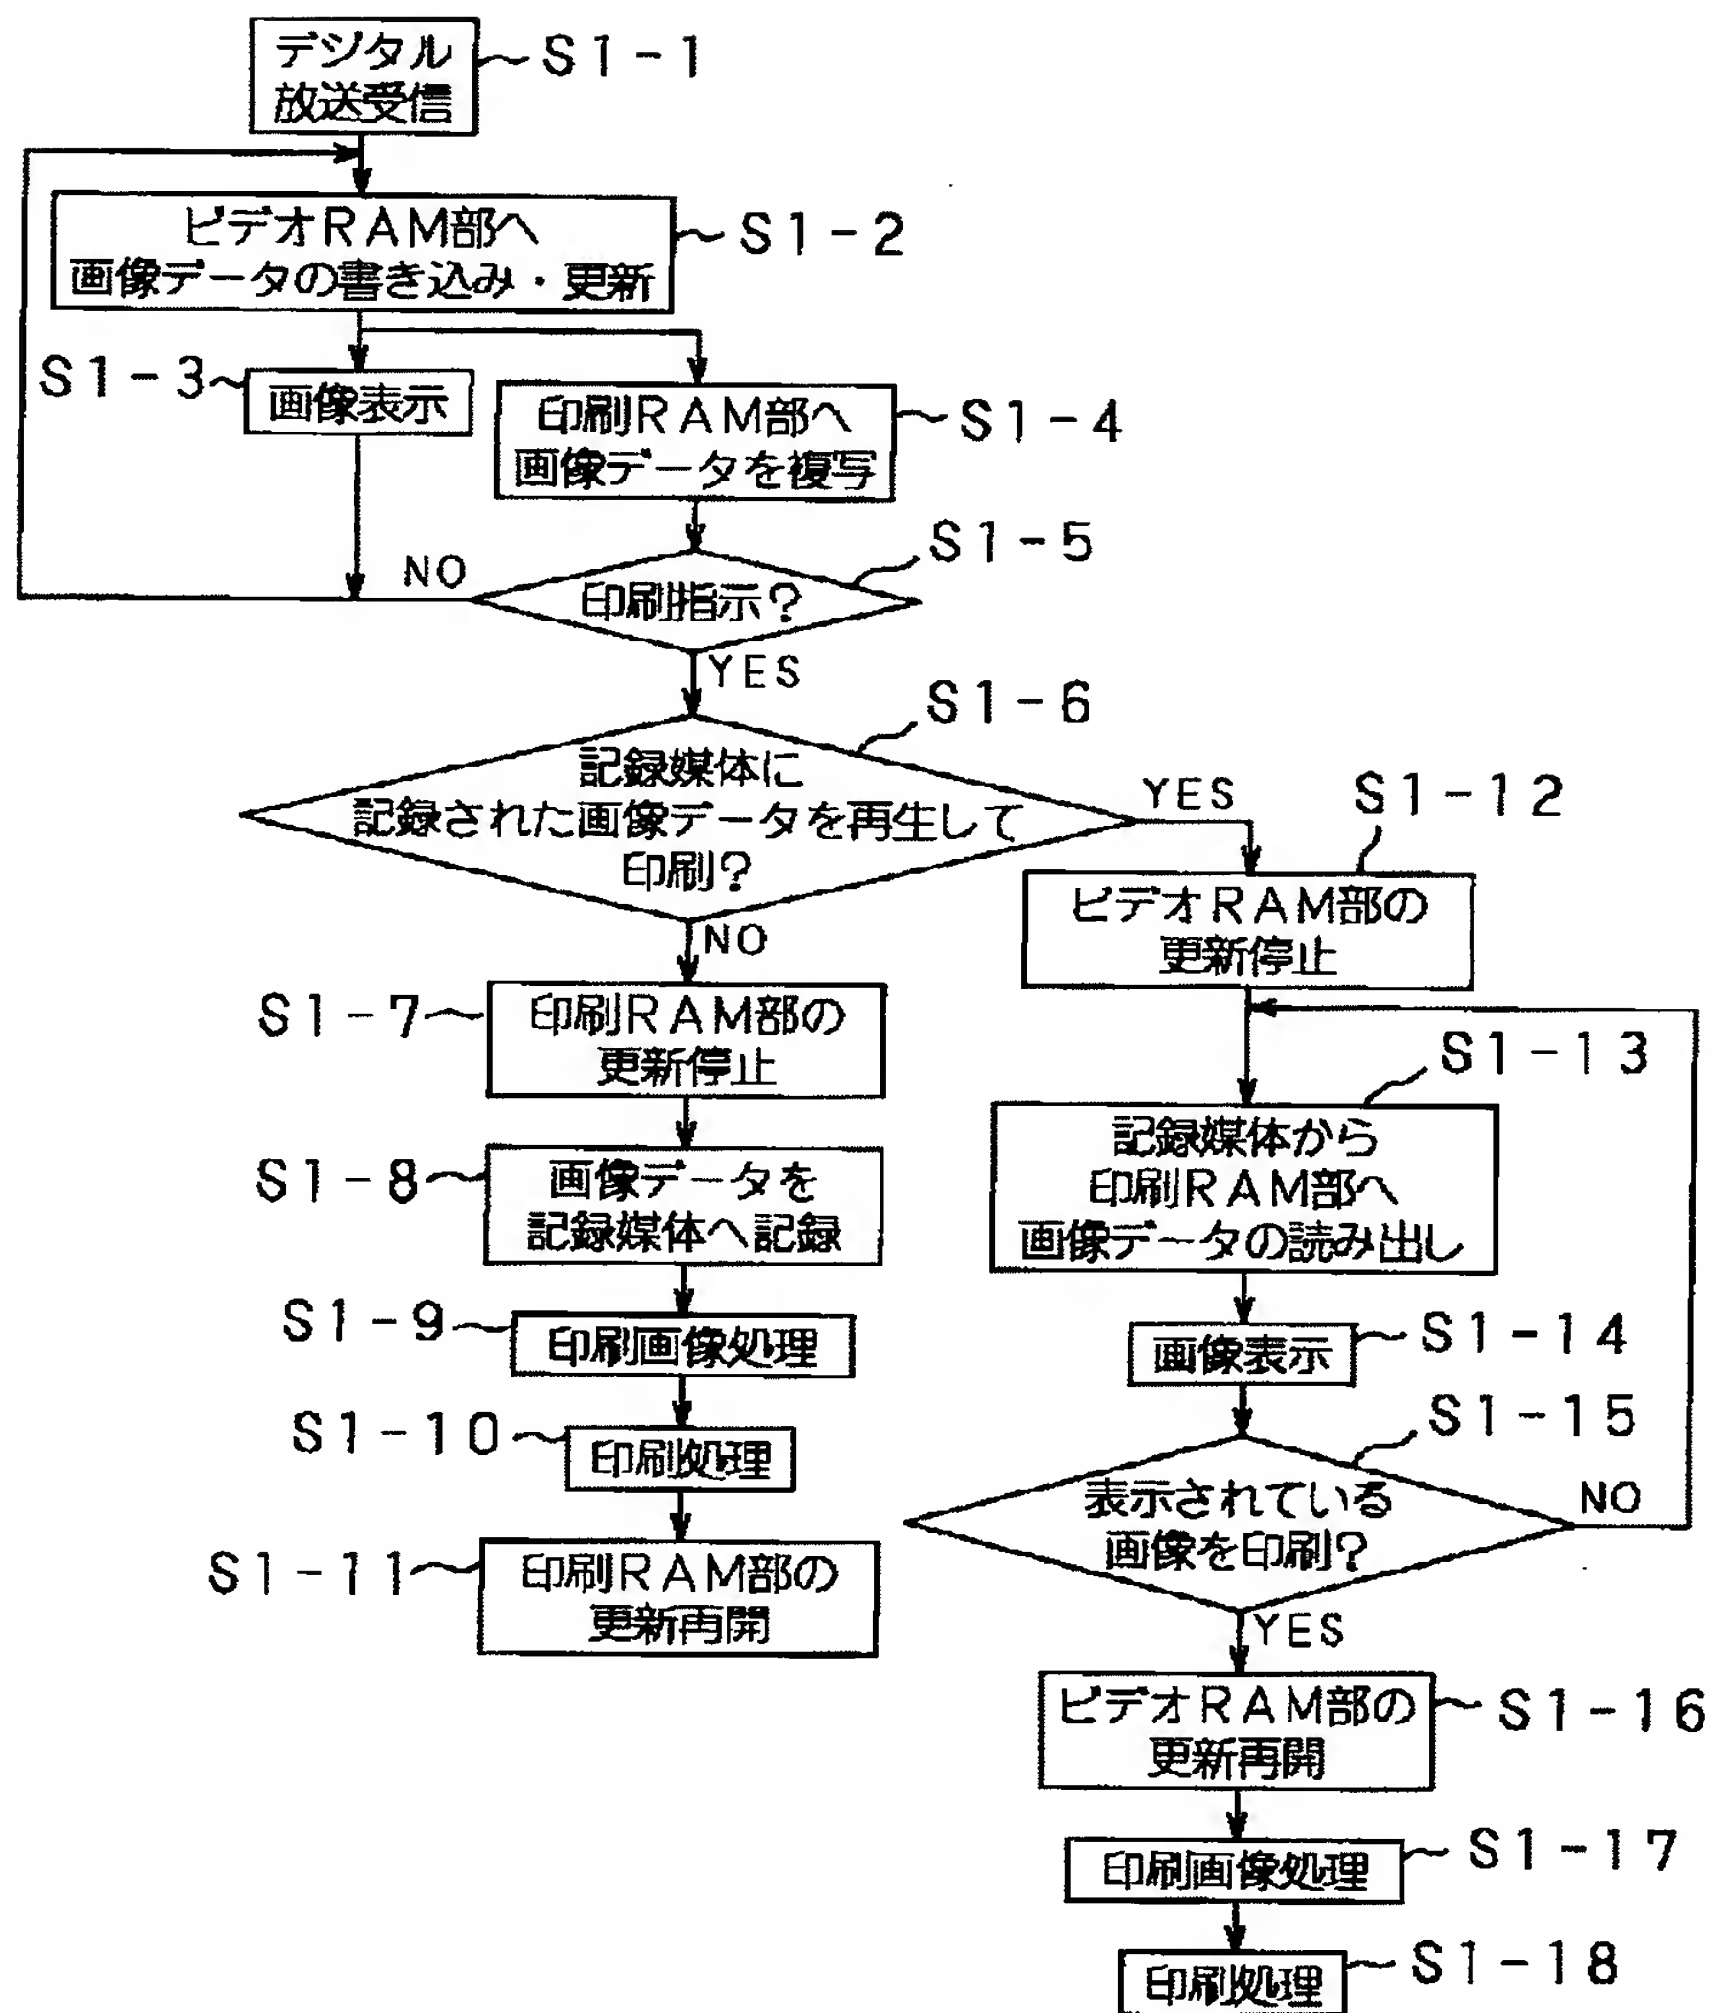 デジタル
放送受信
S1-1
ビデオRAM部へ
画像データの書き込み・更新
S1-2
S1-3
画像表示
印刷RAM部へ
画像データを複写
S1-4
S1-5
NO
印刷指示?
YES
S1-6
記録媒体に
記録された画像データを再生して
印刷?
YES
NO
S1-12
ビデオRAM部の
更新停止
S1-7
印刷RAM部の
更新停止
S1-13
記録媒体から
印刷RAM部へ
画像データの読み出し
S1-8
画像データを
記録媒体へ記録
S1-9
印刷画像処理
S1-14
画像表示
S1-10
印刷処理
S1-15
表示されている
画像を印刷?
NO
YES
S1-11
印刷RAM部の
更新再開
ビデオRAM部の
更新再開
S1-16
印刷画像処理
S1-17
印刷処理
S1-18